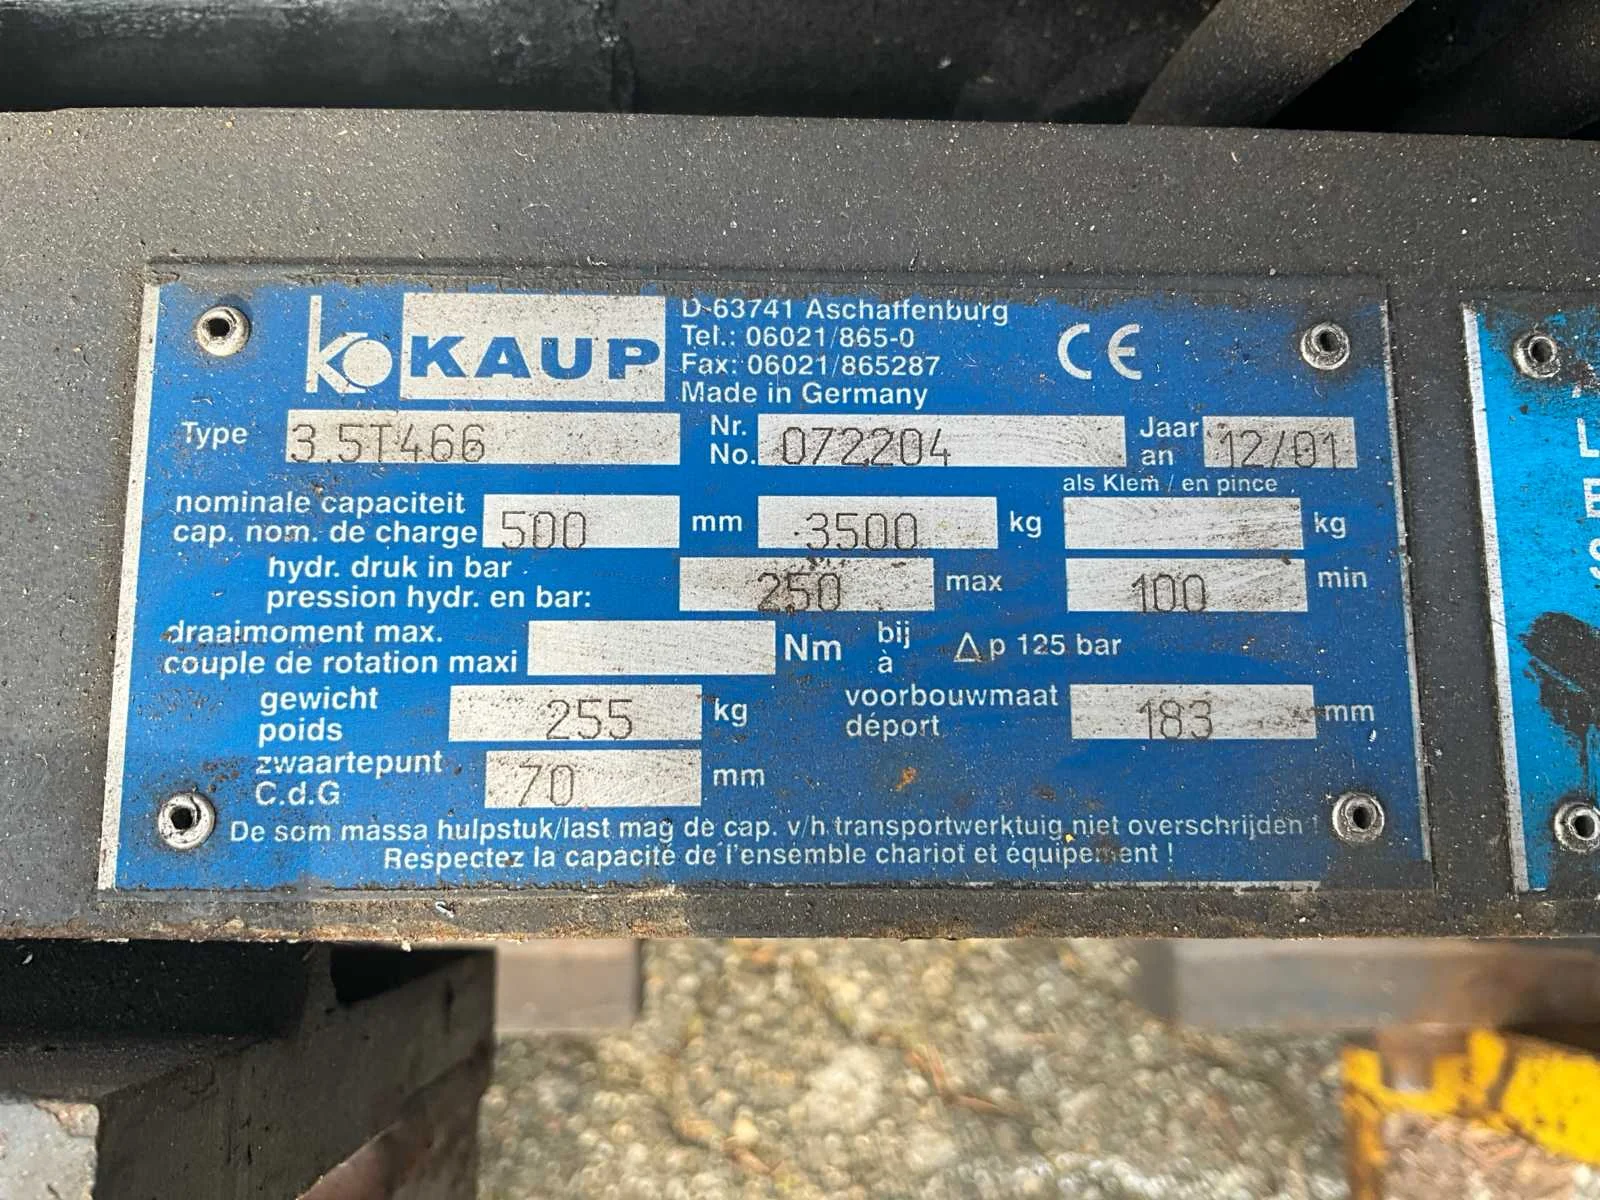 KAUP
D-63741 Aschaffenburg
Tel.: 06021/865-0
Fax: 06021/865287
Made in Germany
CE
Type 3.5T466
Nr. No. 072204
Jaar an 12/01
als Klem / en pince
nominale capaciteit
cap. nom. de charge 500 mm 3500 kg kg
hydr. druk in bar
pression hydr. en bar: 250 max 100 min
draaimoment max.
couple de rotation maxi Nm bij à Δp 125 bar
gewicht
poids 255 kg
voorbouwmaat
déport 183 mm
zwaartepunt
C.d.G 70 mm
De som massa hulpstuk/last mag de cap. v/h transportwerktuig niet overschrijden !
Respectez la capacité de l'ensemble chariot et équipement !